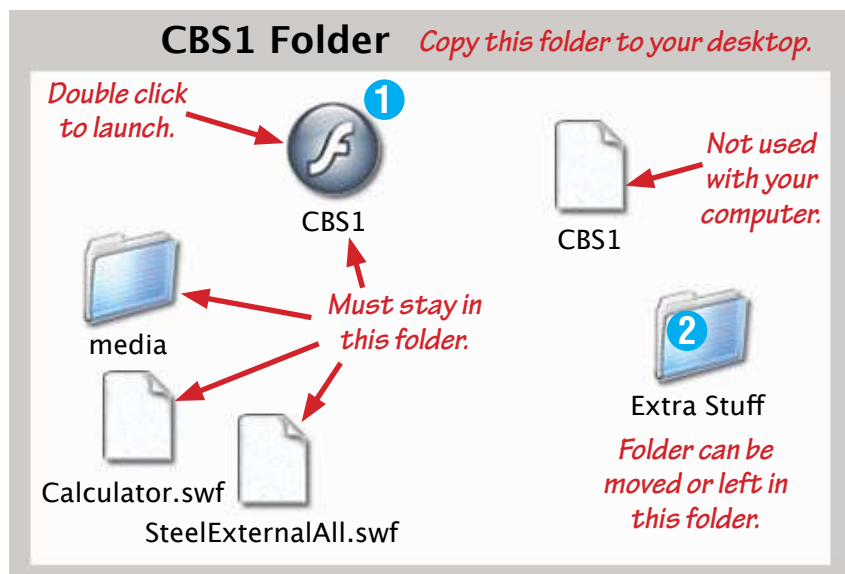 CBS1 Folder Copy this folder to your desktop.
Double click
to launch.
1
CBS1
Not used
with your
computer.
CBS1
Must stay in
this folder.
media
2
Extra Stuff
Calculator.swf
SteelExternalAll.swf
Folder can be
moved or left in
this folder.